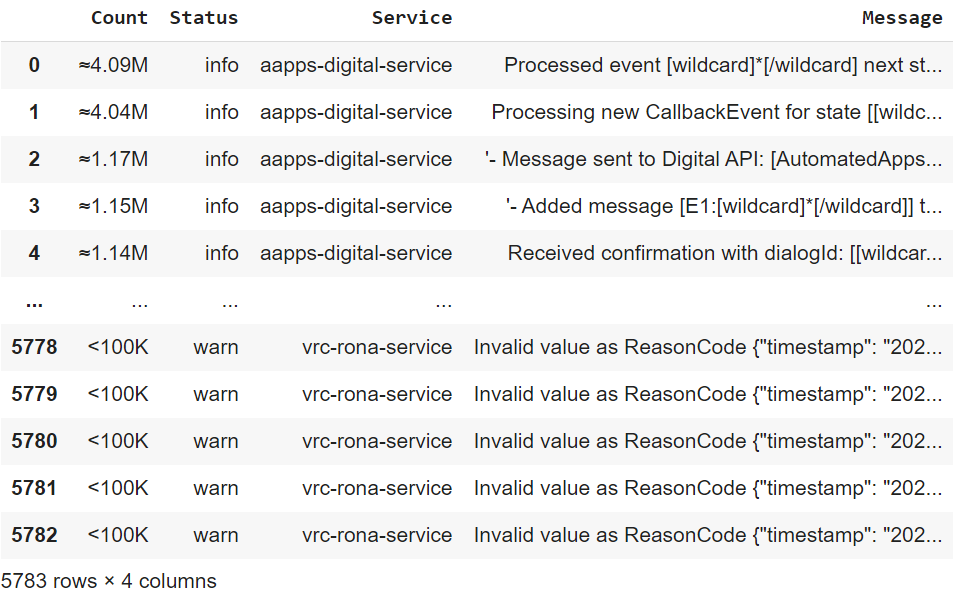 Count Status Service Message
0 ≈4.09M info aapps-digital-service Processed event [wildcard]*[/wildcard] next st...
1 ≈4.04M info aapps-digital-service Processing new CallbackEvent for state [[wildc...
2 ≈1.17M info aapps-digital-service '- Message sent to Digital API: [AutomatedApps...
3 ≈1.15M info aapps-digital-service '- Added message [E1:[wildcard]*[/wildcard]] t...
4 ≈1.14M info aapps-digital-service Received confirmation with dialogId: [[wildcar...
... ... ... ... ...
5778 <100K warn vrc-rona-service Invalid value as ReasonCode {"timestamp": "202...
5779 <100K warn vrc-rona-service Invalid value as ReasonCode {"timestamp": "202...
5780 <100K warn vrc-rona-service Invalid value as ReasonCode {"timestamp": "202...
5781 <100K warn vrc-rona-service Invalid value as ReasonCode {"timestamp": "202...
5782 <100K warn vrc-rona-service Invalid value as ReasonCode {"timestamp": "202...
5783 rows × 4 columns